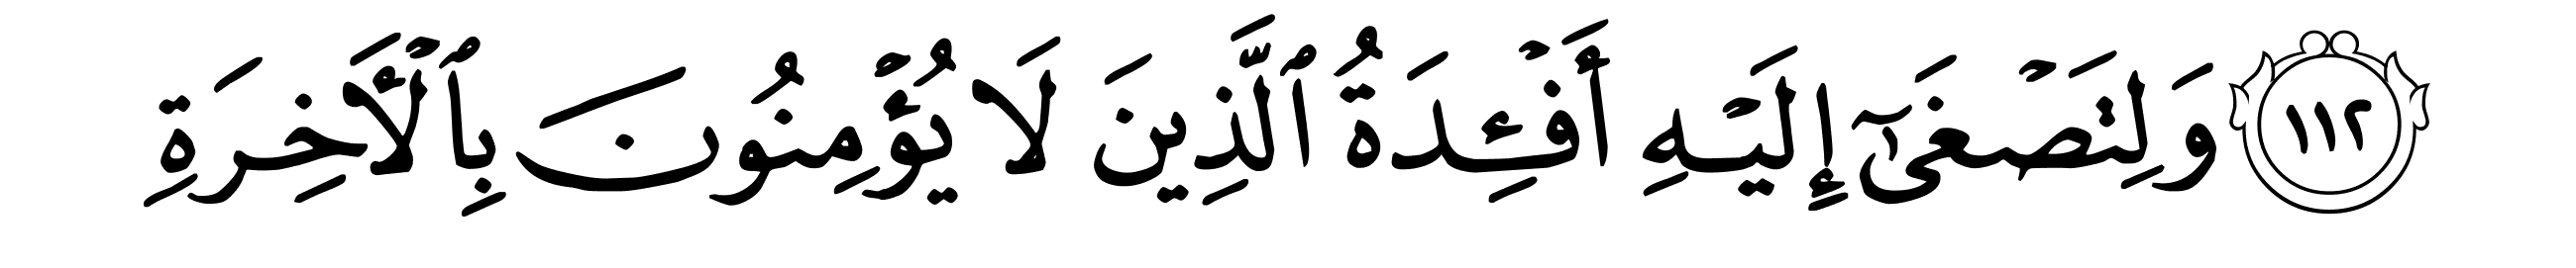 ١١٢ وَلِتَصْغَىٰٓ إِلَيْهِ أَفْـِٔدَةُ ٱلَّذِينَ لَا يُؤْمِنُونَ بِٱلْأَخِرَةِ